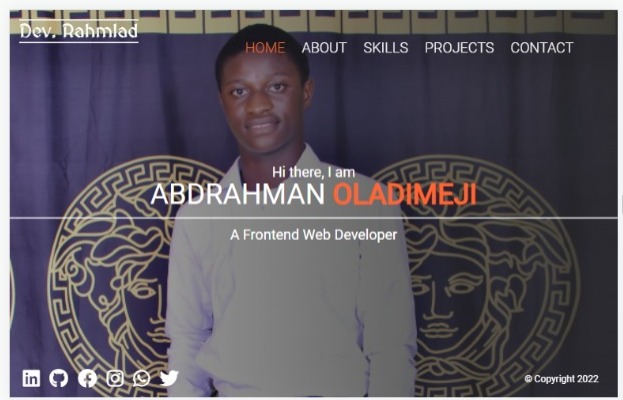 Dev. Rahmlad
HOME ABOUT SKILLS PROJECTS CONTACT
Hi there, I am
ABDRAHMAN OLADIMEJI
A Frontend Web Developer
© Copyright 2022